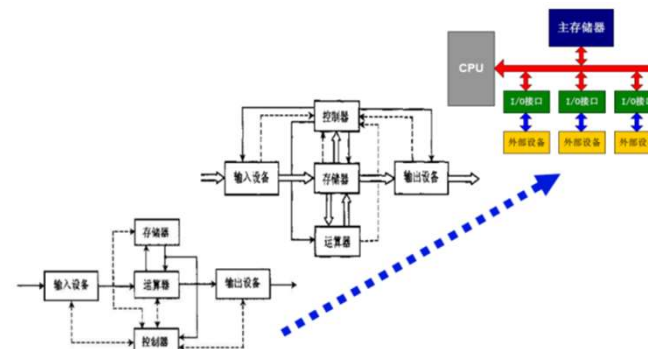 主存储器
CPU
I/O接口
I/O接口
I/O接口
外部设备
外部设备
外部设备
控制器
输入设备
存储器
输出设备
运算器
存储器
输入设备
运算器
输出设备
控制器